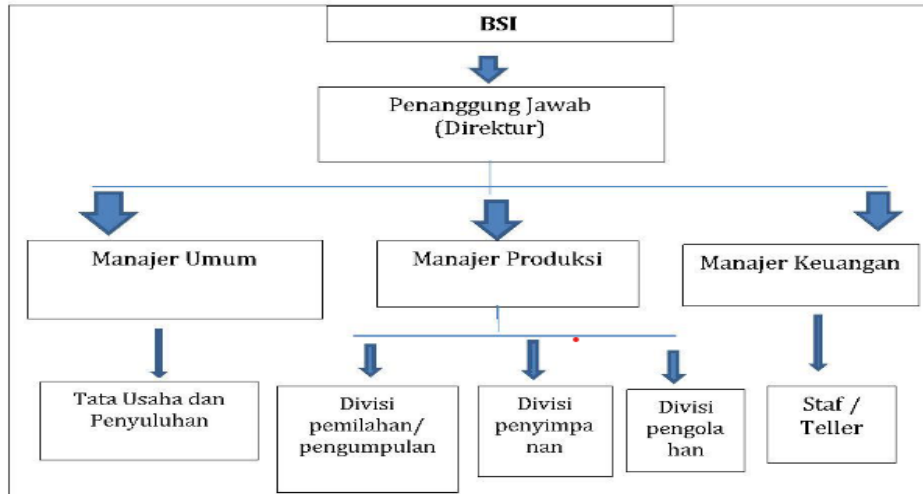 BSI
Penanggung Jawab
(Direktur)
Manajer Umum
Manajer Produksi
Manajer Keuangan
Tata Usaha dan
Penyuluhan
Divisi
pemilahan/
pengumpulan
Divisi
penyimpa
nan
Divisi
pengola
han
Staf /
Teller